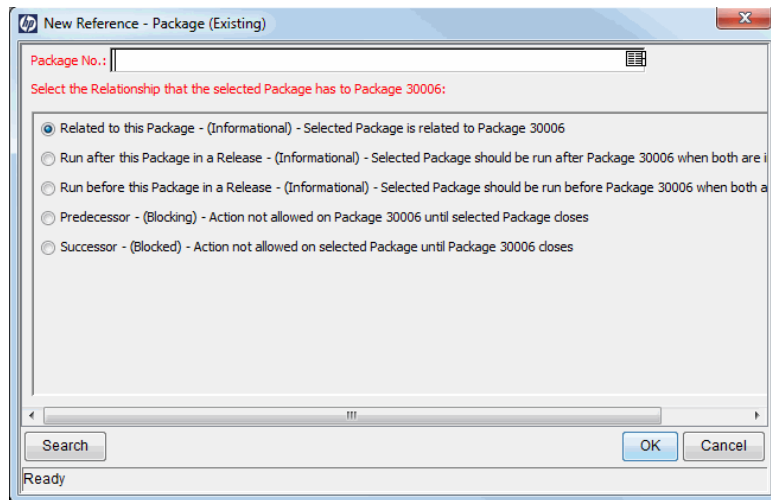 hp New Reference - Package (Existing)
Package No.:
Select the Relationship that the selected Package has to Package 30006:
Related to this Package - (Informational) - Selected Package is related to Package 30006
Run after this Package in a Release - (Informational) - Selected Package should be run after Package 30006 when both are i
Run before this Package in a Release - (Informational) - Selected Package should be run before Package 30006 when both a
Predecessor - (Blocking) - Action not allowed on Package 30006 until selected Package closes
Successor - (Blocked) - Action not allowed on selected Package until Package 30006 closes
Search OK Cancel
Ready